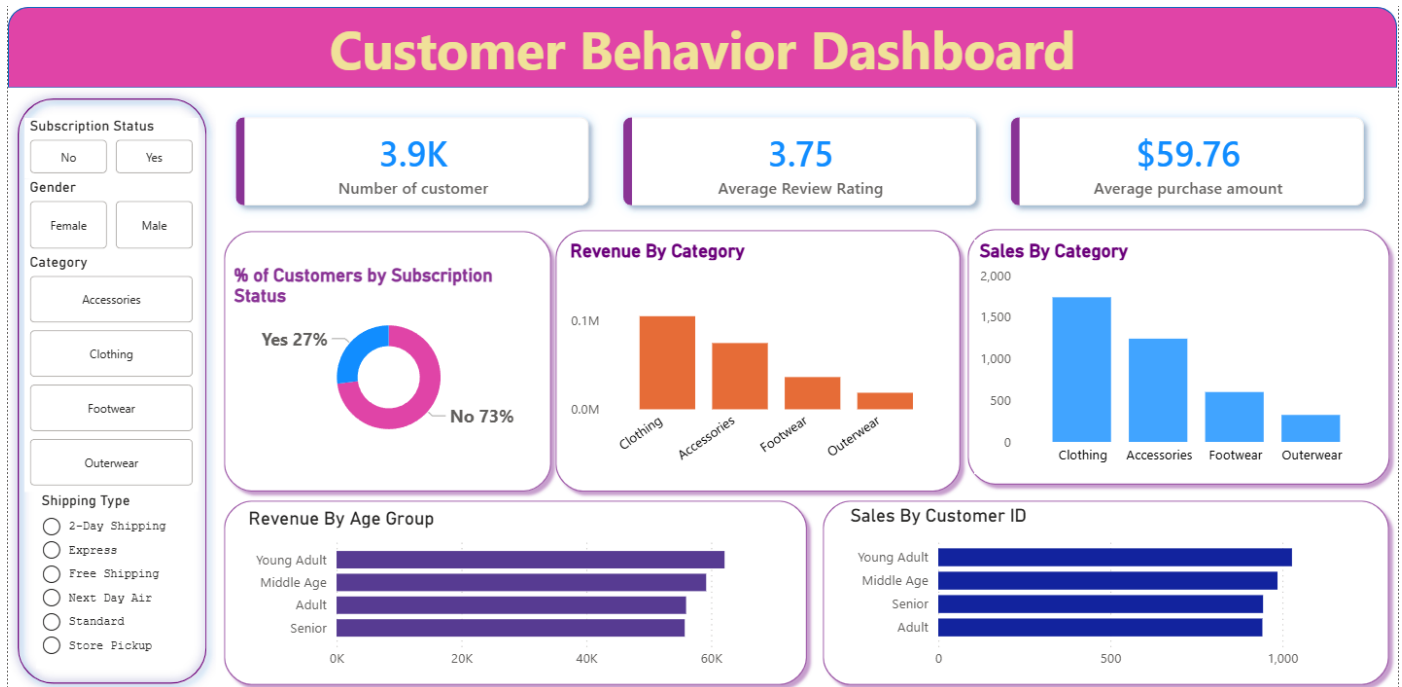 Customer Behavior Dashboard
Subscription Status
No
Yes
Gender
Female
Male
Category
Accessories
Clothing
Footwear
Outerwear
Shipping Type
2-Day Shipping
Express
Free Shipping
Next Day Air
Standard
Store Pickup
3.9K
Number of customer
3.75
Average Review Rating
$59.76
Average purchase amount
% of Customers by Subscription
Status
Yes 27%
No 73%
Revenue By Category
0.1M
0.0M
Clothing
Accessories
Footwear
Outerwear
Sales By Category
2,000
1,500
1,000
500
0
Clothing
Accessories
Footwear
Outerwear
Revenue By Age Group
Young Adult
Middle Age
Adult
Senior
0K
20K
40K
60K
Sales By Customer ID
Young Adult
Middle Age
Senior
Adult
0
500
1,000